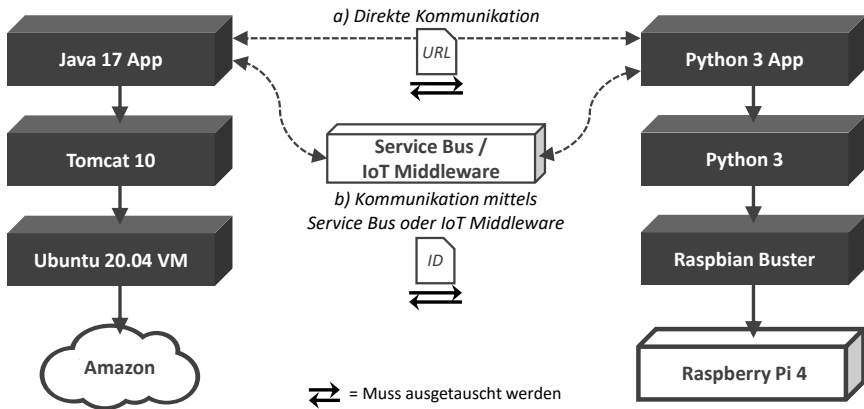 a) Direkte Kommunikation
URL
Java 17 App
Python 3 App
Tomcat 10
Service Bus /
IoT Middleware
Python 3
b) Kommunikation mittels
Service Bus oder IoT Middleware
Ubuntu 20.04 VM
ID
Raspbian Buster
Amazon
Raspberry Pi 4
= Muss ausgetauscht werden